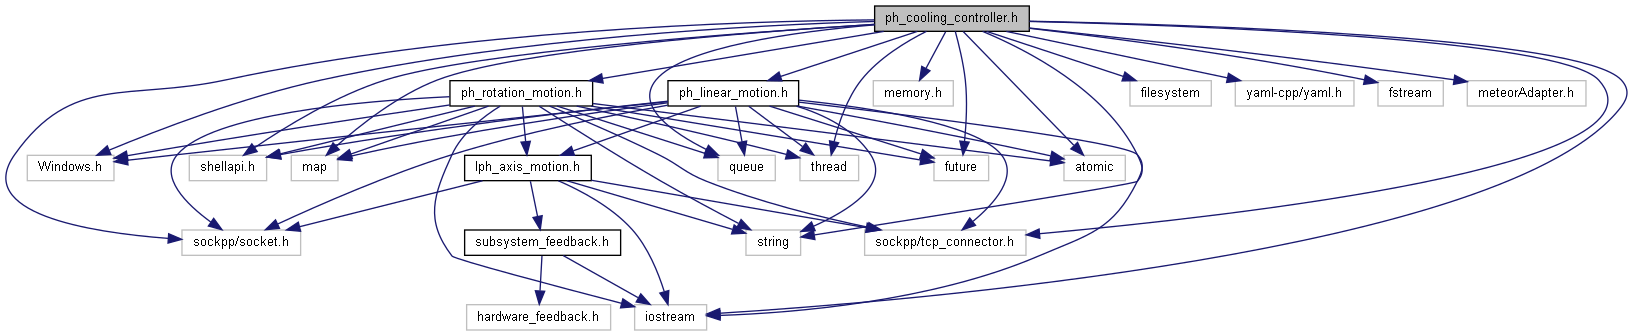 ph_cooling_controller.h
ph_rotation_motion.h
ph_linear_motion.h
memory.h
filesystem
yaml-cpp/yaml.h
fstream
meteorAdapter.h
Windows.h
shellapi.h
map
lph_axis_motion.h
queue
thread
future
atomic
sockpp/socket.h
subsystem_feedback.h
string
sockpp/tcp_connector.h
hardware_feedback.h
iostream